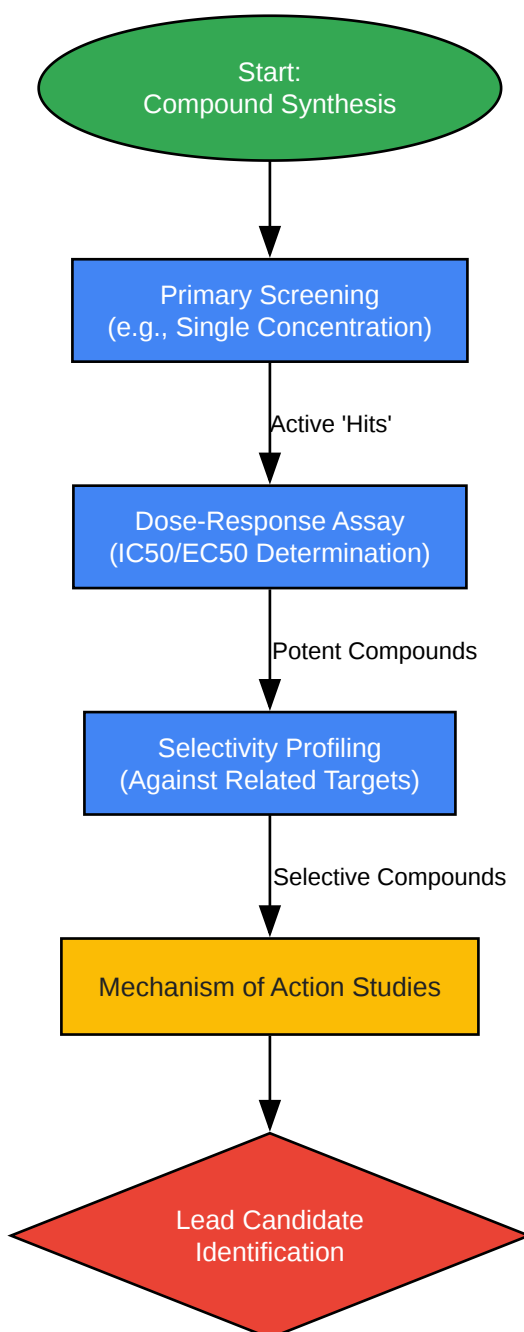 Start:
Compound Synthesis
Primary Screening
(e.g., Single Concentration)
Active 'Hits'
Dose-Response Assay
(IC50/EC50 Determination)
Potent Compounds
Selectivity Profiling
(Against Related Targets)
Selective Compounds
Mechanism of Action Studies
Lead Candidate
Identification